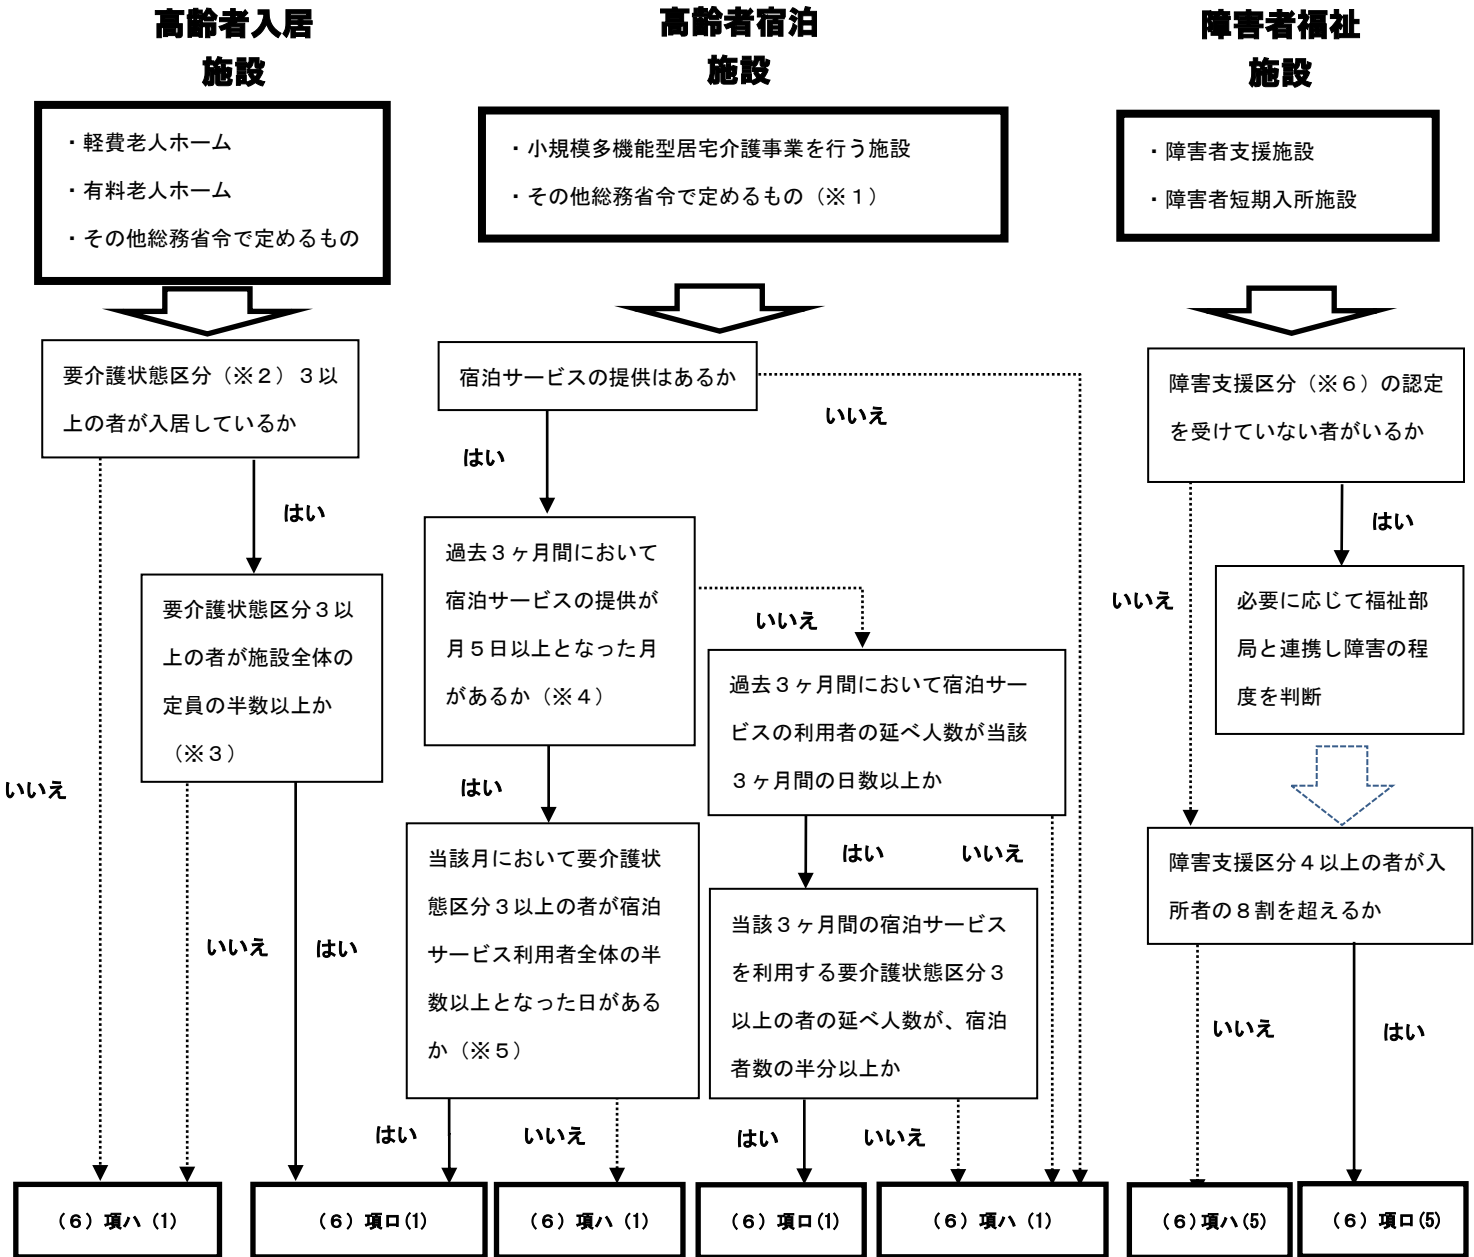 高齢者入居
施設
・軽費老人ホーム
・有料老人ホーム
・その他総務省令で定めるもの
要介護状態区分（※２）３以
上の者が入居しているか
いいえ
はい
要介護状態区分３以
上の者が施設全体の
定員の半数以上か
（※３）
いいえ
はい
（６）項ハ（1）
（６）項ロ(1)
高齢者宿泊
施設
・小規模多機能型居宅介護事業を行う施設
・その他総務省令で定めるもの（※１）
宿泊サービスの提供はあるか
いいえ
はい
過去３ヶ月間において
宿泊サービスの提供が
月５日以上となった月
があるか（※４）
いいえ
はい
過去３ヶ月間において宿泊サー
ビスの利用者の延べ人数が当該
３ヶ月間の日数以上か
はい
いいえ
当該月において要介護状
態区分３以上の者が宿泊
サービス利用者全体の半
数以上となった日がある
か（※５）
はい
いいえ
当該３ヶ月間の宿泊サービス
を利用する要介護状態区分３
以上の者の延べ人数が、宿泊
者数の半分以上か
はい
いいえ
（６）項ハ（1）
（６）項ロ(1)
（６）項ハ（1）
障害者福祉
施設
・障害者支援施設
・障害者短期入所施設
障害支援区分（※６）の認定
を受けていない者がいるか
いいえ
はい
必要に応じて福祉部
局と連携し障害の程
度を判断
障害支援区分４以上の者が入
所者の８割を超えるか
いいえ
はい
（６）項ハ(5)
（６）項ロ(5)